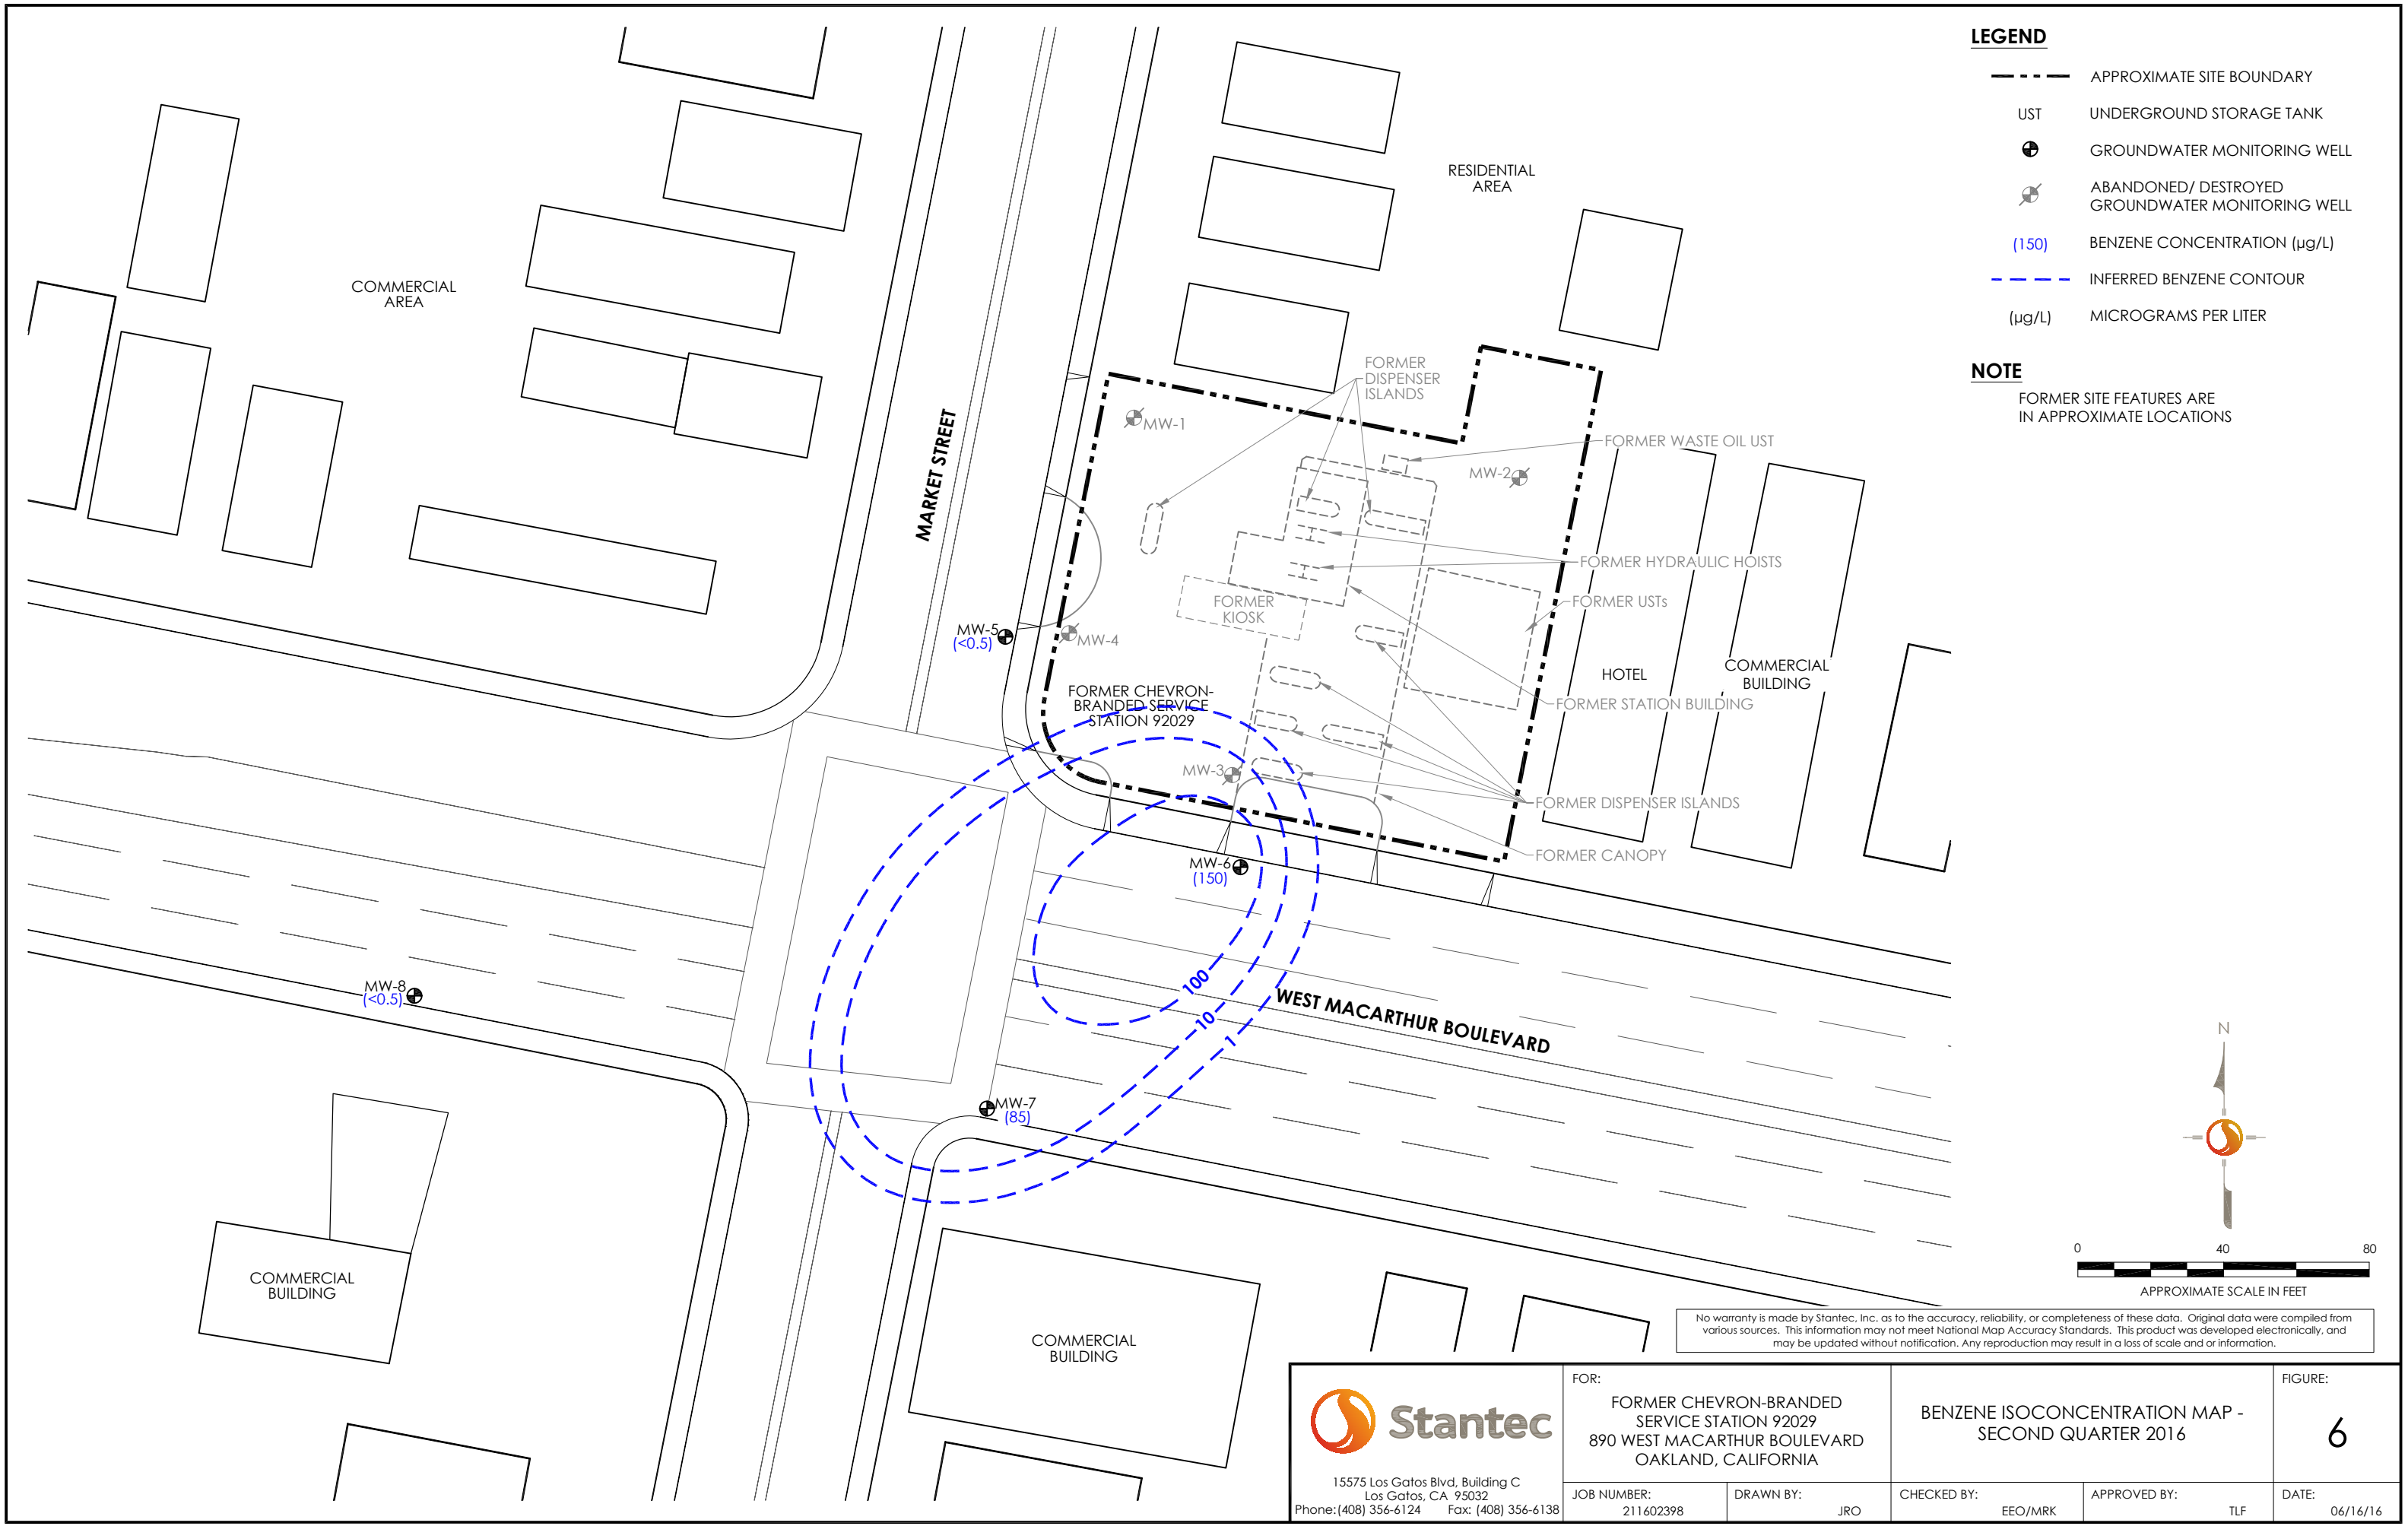 LEGEND
APPROXIMATE SITE BOUNDARY
UST UNDERGROUND STORAGE TANK
GROUNDWATER MONITORING WELL
ABANDONED/ DESTROYED
GROUNDWATER MONITORING WELL
(150) BENZENE CONCENTRATION (µg/L)
INFERRED BENZENE CONTOUR
(µg/L) MICROGRAMS PER LITER
NOTE
FORMER SITE FEATURES ARE
IN APPROXIMATE LOCATIONS
RESIDENTIAL
AREA
COMMERCIAL
AREA
MARKET STREET
FORMER
DISPENSER
ISLANDS
MW-1
FORMER WASTE OIL UST
MW-2
FORMER HYDRAULIC HOISTS
FORMER USTs
FORMER
KIOSK
MW-5
(<0.5)
MW-4
HOTEL
COMMERCIAL
BUILDING
FORMER CHEVRON-
BRANDED SERVICE
STATION 92029
FORMER STATION BUILDING
MW-3
FORMER DISPENSER ISLANDS
FORMER CANOPY
MW-6
(150)
100
10
1
WEST MACARTHUR BOULEVARD
MW-8
(<0.5)
MW-7
(85)
COMMERCIAL
BUILDING
COMMERCIAL
BUILDING
N
0 40 80
APPROXIMATE SCALE IN FEET
No warranty is made by Stantec, Inc. as to the accuracy, reliability, or completeness of these data. Original data were compiled from
various sources. This information may not meet National Map Accuracy Standards. This product was developed electronically, and
may be updated without notification. Any reproduction may result in a loss of scale and or information.
Stantec
15575 Los Gatos Blvd, Building C
Los Gatos, CA 95032
Phone:(408) 356-6124 Fax: (408) 356-6138
FOR:
FORMER CHEVRON-BRANDED
SERVICE STATION 92029
890 WEST MACARTHUR BOULEVARD
OAKLAND, CALIFORNIA
BENZENE ISOCONCENTRATION MAP -
SECOND QUARTER 2016
FIGURE:
6
JOB NUMBER:
211602398
DRAWN BY:
JRO
CHECKED BY:
EEO/MRK
APPROVED BY:
TLF
DATE:
06/16/16